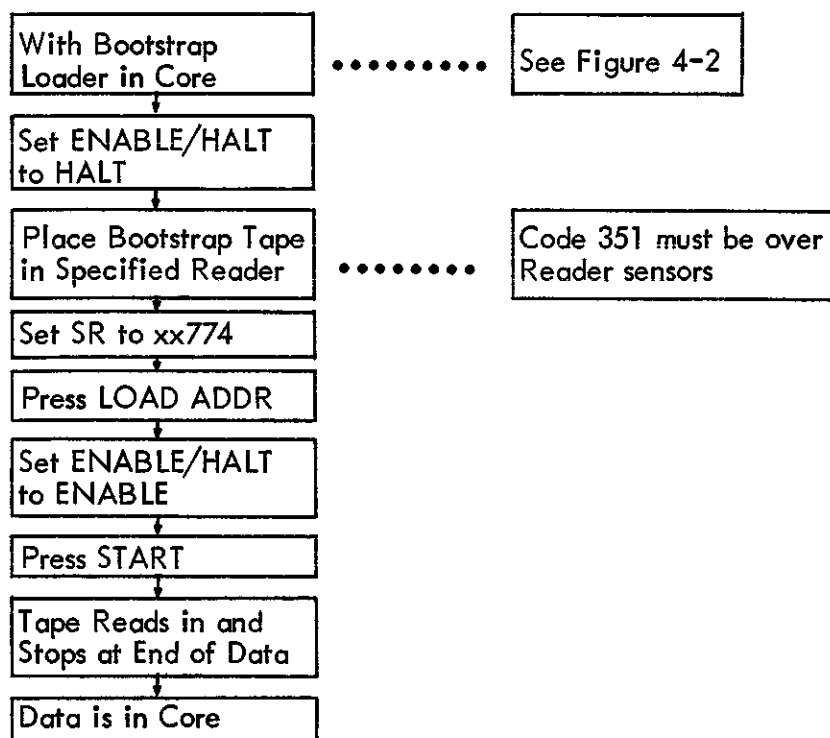 With Bootstrap
Loader in Core
See Figure 4-2
Set ENABLE/HALT
to HALT
Place Bootstrap Tape
in Specified Reader
Code 351 must be over
Reader sensors
Set SR to xx774
Press LOAD ADDR
Set ENABLE/HALT
to ENABLE
Press START
Tape Reads in and
Stops at End of Data
Data is in Core